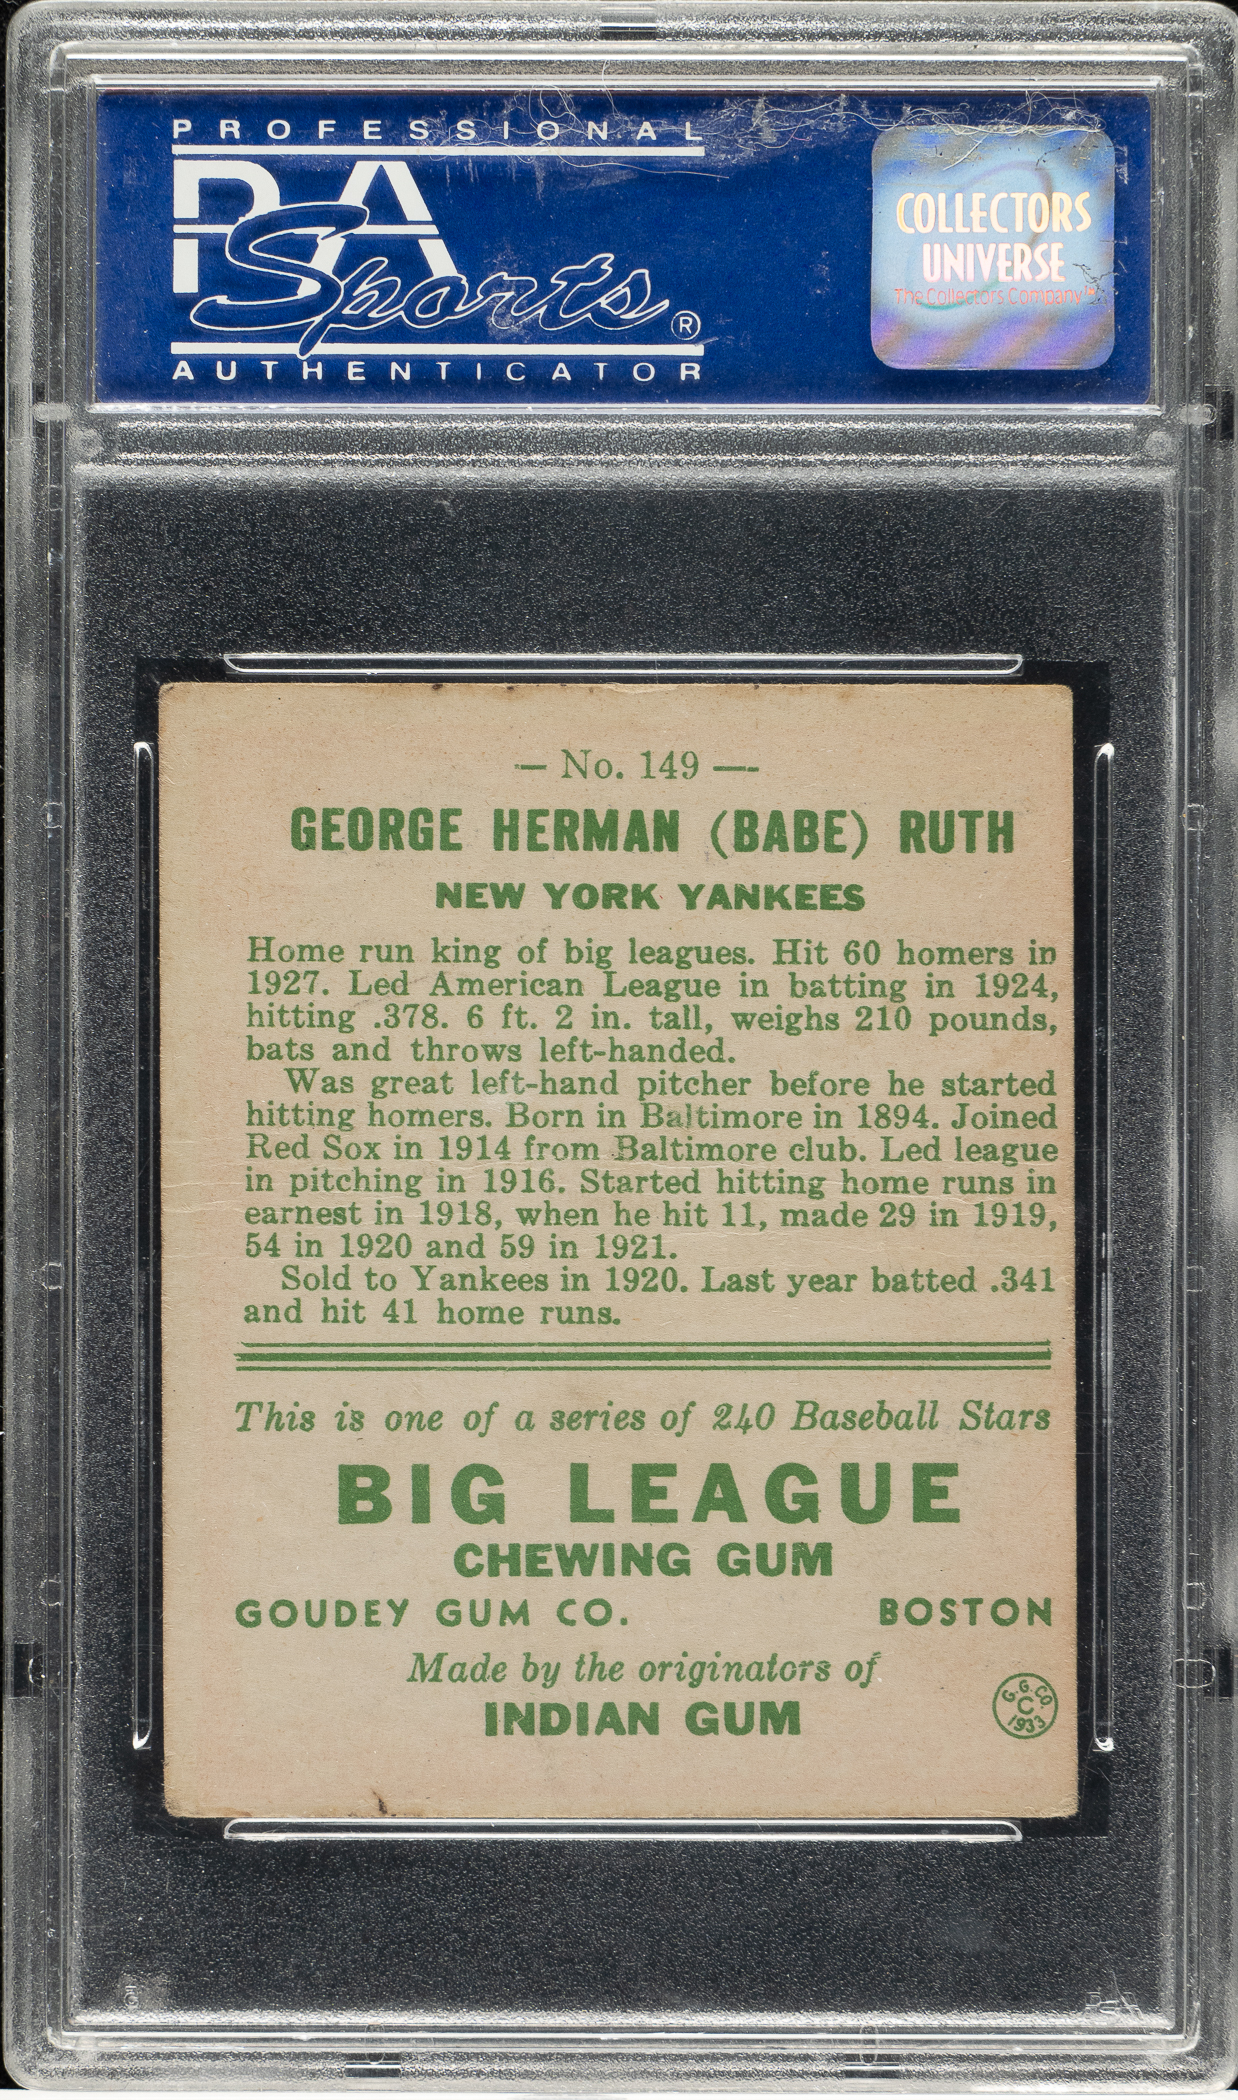 PROFESSIONAL
PSA
Sports ®
AUTHENTICATOR
COLLECTORS
UNIVERSE
The Collectors Company™
— No. 149 —
GEORGE HERMAN (BABE) RUTH
NEW YORK YANKEES
Home run king of big leagues. Hit 60 homers in
1927. Led American League in batting in 1924,
hitting .378. 6 ft. 2 in. tall, weighs 210 pounds,
bats and throws left-handed.
Was great left-hand pitcher before he started
hitting homers. Born in Baltimore in 1894. Joined
Red Sox in 1914 from Baltimore club. Led league
in pitching in 1916. Started hitting home runs in
earnest in 1918, when he hit 11, made 29 in 1919,
54 in 1920 and 59 in 1921.
Sold to Yankees in 1920. Last year batted .341
and hit 41 home runs.
This is one of a series of 240 Baseball Stars
BIG LEAGUE
CHEWING GUM
GOUDEY GUM CO. BOSTON
Made by the originators of
INDIAN GUM
G.G.CO.
C
1933
PSA